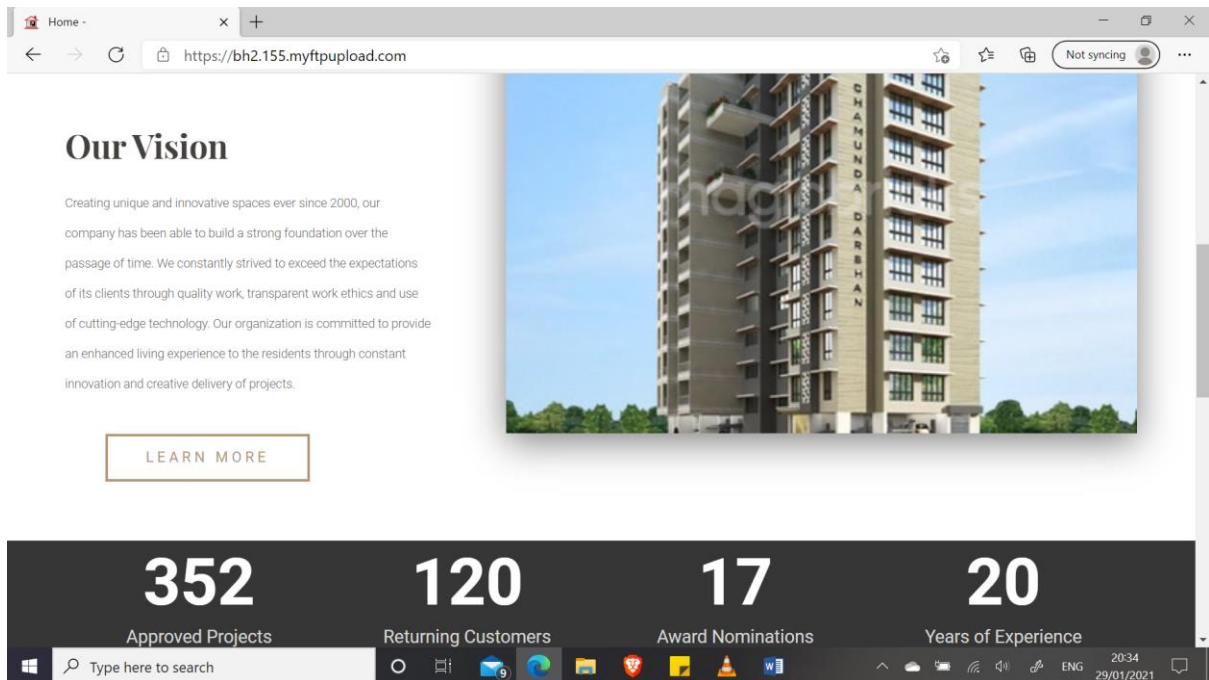 Home -
https://bh2.155.myftpupload.com
Not syncing
Our Vision
Creating unique and innovative spaces ever since 2000, our
company has been able to build a strong foundation over the
passage of time. We constantly strived to exceed the expectations
of its clients through quality work, transparent work ethics and use
of cutting-edge technology. Our organization is committed to provide
an enhanced living experience to the residents through constant
innovation and creative delivery of projects.
LEARN MORE
CHAMUNDA DARBHAN
magicbricks
352
120
17
20
Approved Projects
Returning Customers
Award Nominations
Years of Experience
Type here to search
9
W
ENG
20:34
29/01/2021